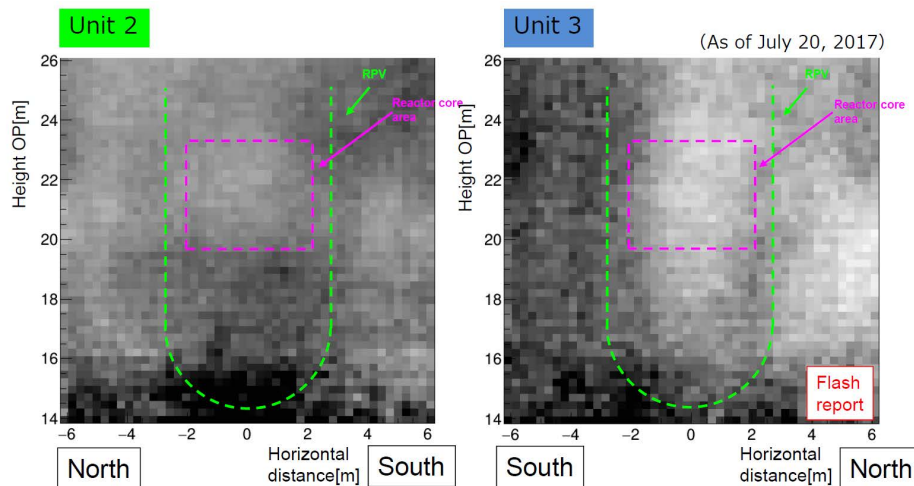 Unit 2
Unit 3
(As of July 20, 2017)
Height OP[m]
26
24
22
20
18
16
14
RPV
Reactor core
area
−6 −4 −2 0 2 4 6
North
Horizontal
distance[m]
South
Height OP[m]
26
24
22
20
18
16
14
RPV
Reactor core
area
Flash
report
−6 −4 −2 0 2 4 6
South
Horizontal
distance[m]
North